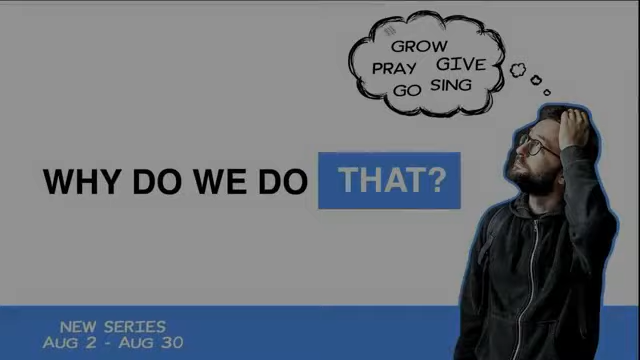 GROW
PRAY GIVE
GO SING
WHY DO WE DO THAT?
NEW SERIES
AUG 2 - AUG 30